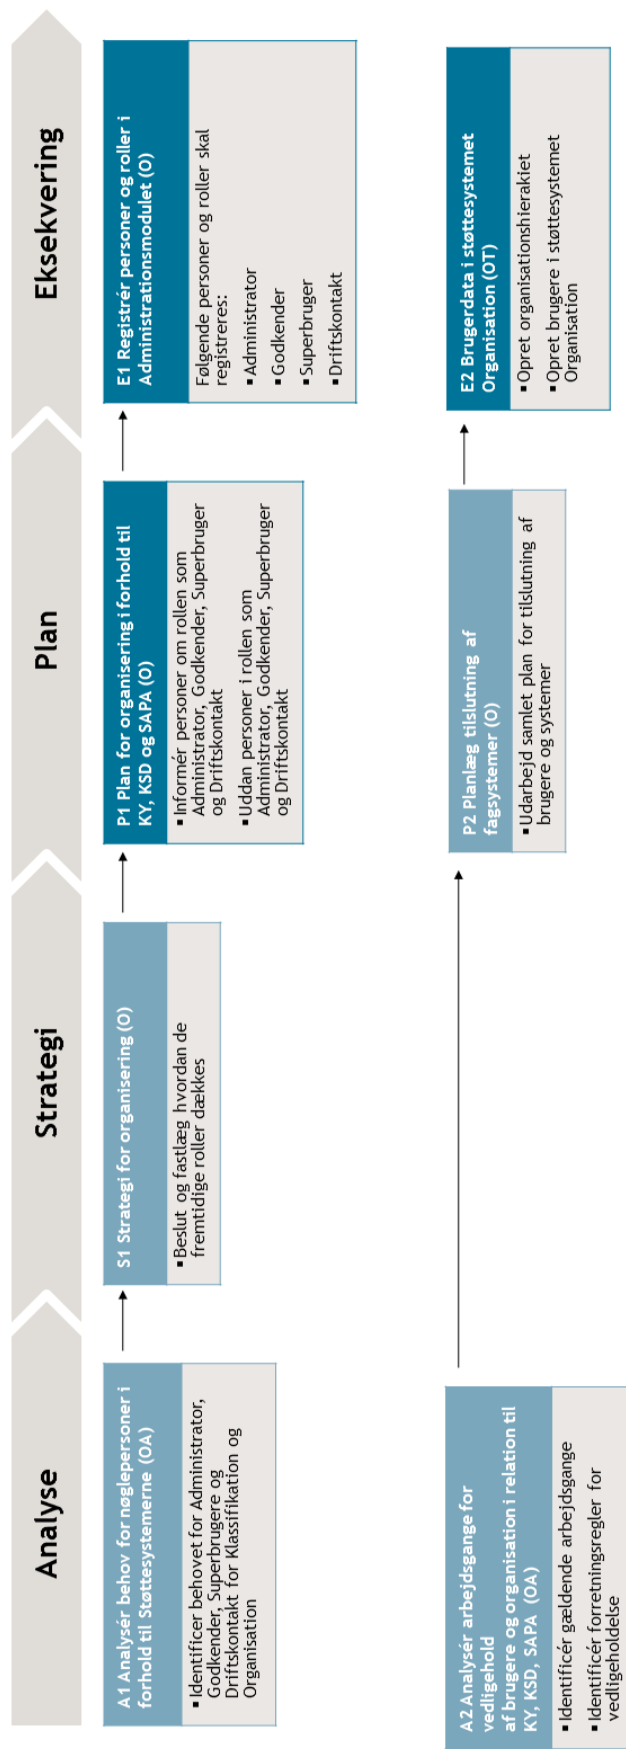 Analyse
Strategi
Plan
Eksekvering
A1 Analysér behov for nøglepersoner i
forhold til Støttesystemerne (OA)
▪Identificer behovet for Administrator,
Godkender, Superbrugere og
Driftskontakt for Klassifikation og
Organisation
S1 Strategi for organisering (O)
▪Beslut og fastlæg hvordan de
fremtidige roller dækkes
P1 Plan for organisering i forhold til
KY, KSD og SAPA (O)
▪Informér personer om rollen som
Administrator, Godkender, Superbruger
og Driftskontakt
▪Uddan personer i rollen som
Administrator, Godkender, Superbruger
og Driftskontakt
E1 Registrér personer og roller i
Administrationsmodulet (O)
Følgende personer og roller skal
registreres:
▪Administrator
▪Godkender
▪Superbruger
▪Driftskontakt
A2 Analysér arbejdsgange for
vedligehold
af brugere og organisation i relation til
KY, KSD, SAPA (OA)
▪Identificér gældende arbejdsgange
▪Identificér forretningsregler for
vedligeholdelse
P2 Planlæg tilslutning af
fagsystemer (O)
▪Udarbejd samlet plan for tilslutning af
brugere og systemer
E2 Brugerdata i støttesystemet
Organisation (OT)
▪Opret organisationshierakiet
▪Opret brugere i støttesystemet
Organisation